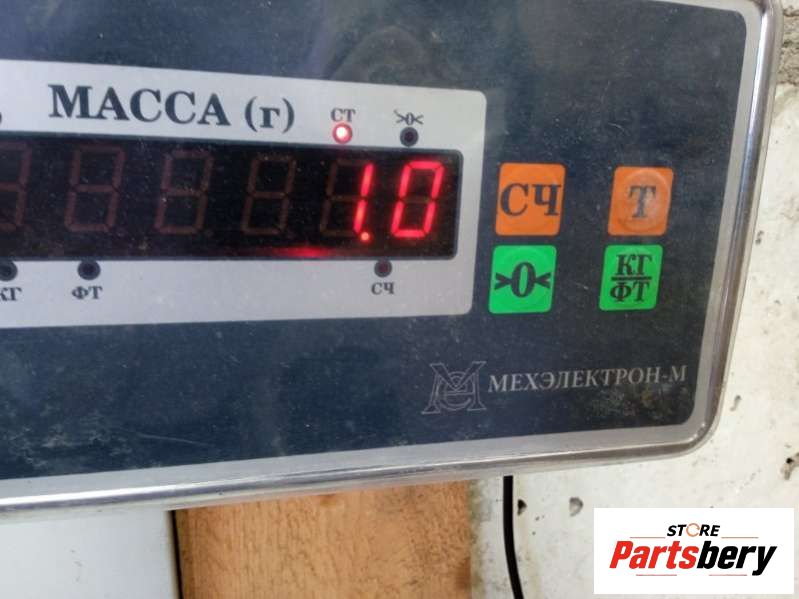 МАССА (г)
СТ >0<
1.0
КГ ФТ СЧ
СЧ Т
>0< КГ/ФТ
МЕХЭЛЕКТРОН-М
STORE
Partsbery